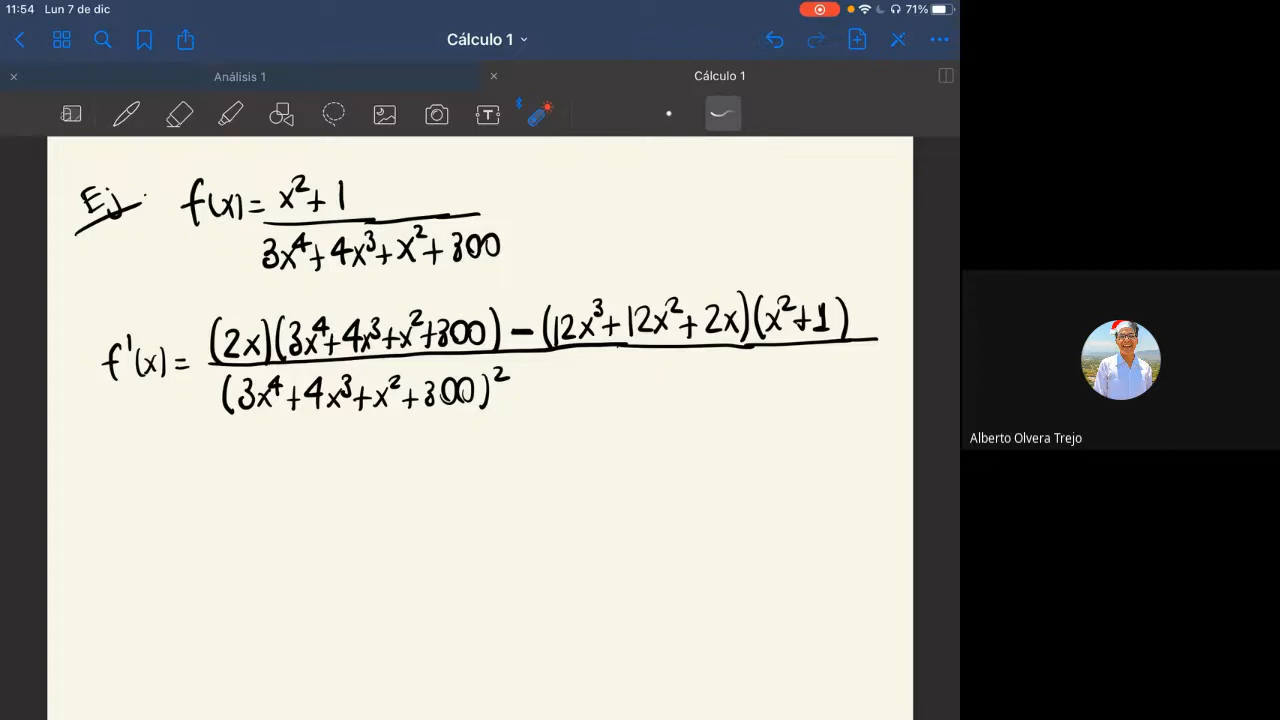 11:54 Lun 7 de dic 71%
Cálculo 1
Análisis 1 Cálculo 1
T
Ej. f(x) = x² + 1
3x⁴ + 4x³ + x² + 300
f'(x) = (2x)(3x⁴+4x³+x²+300) − (12x³+12x²+2x)(x²+1)
(3x⁴+4x³+x²+300)²
Alberto Olvera Trejo